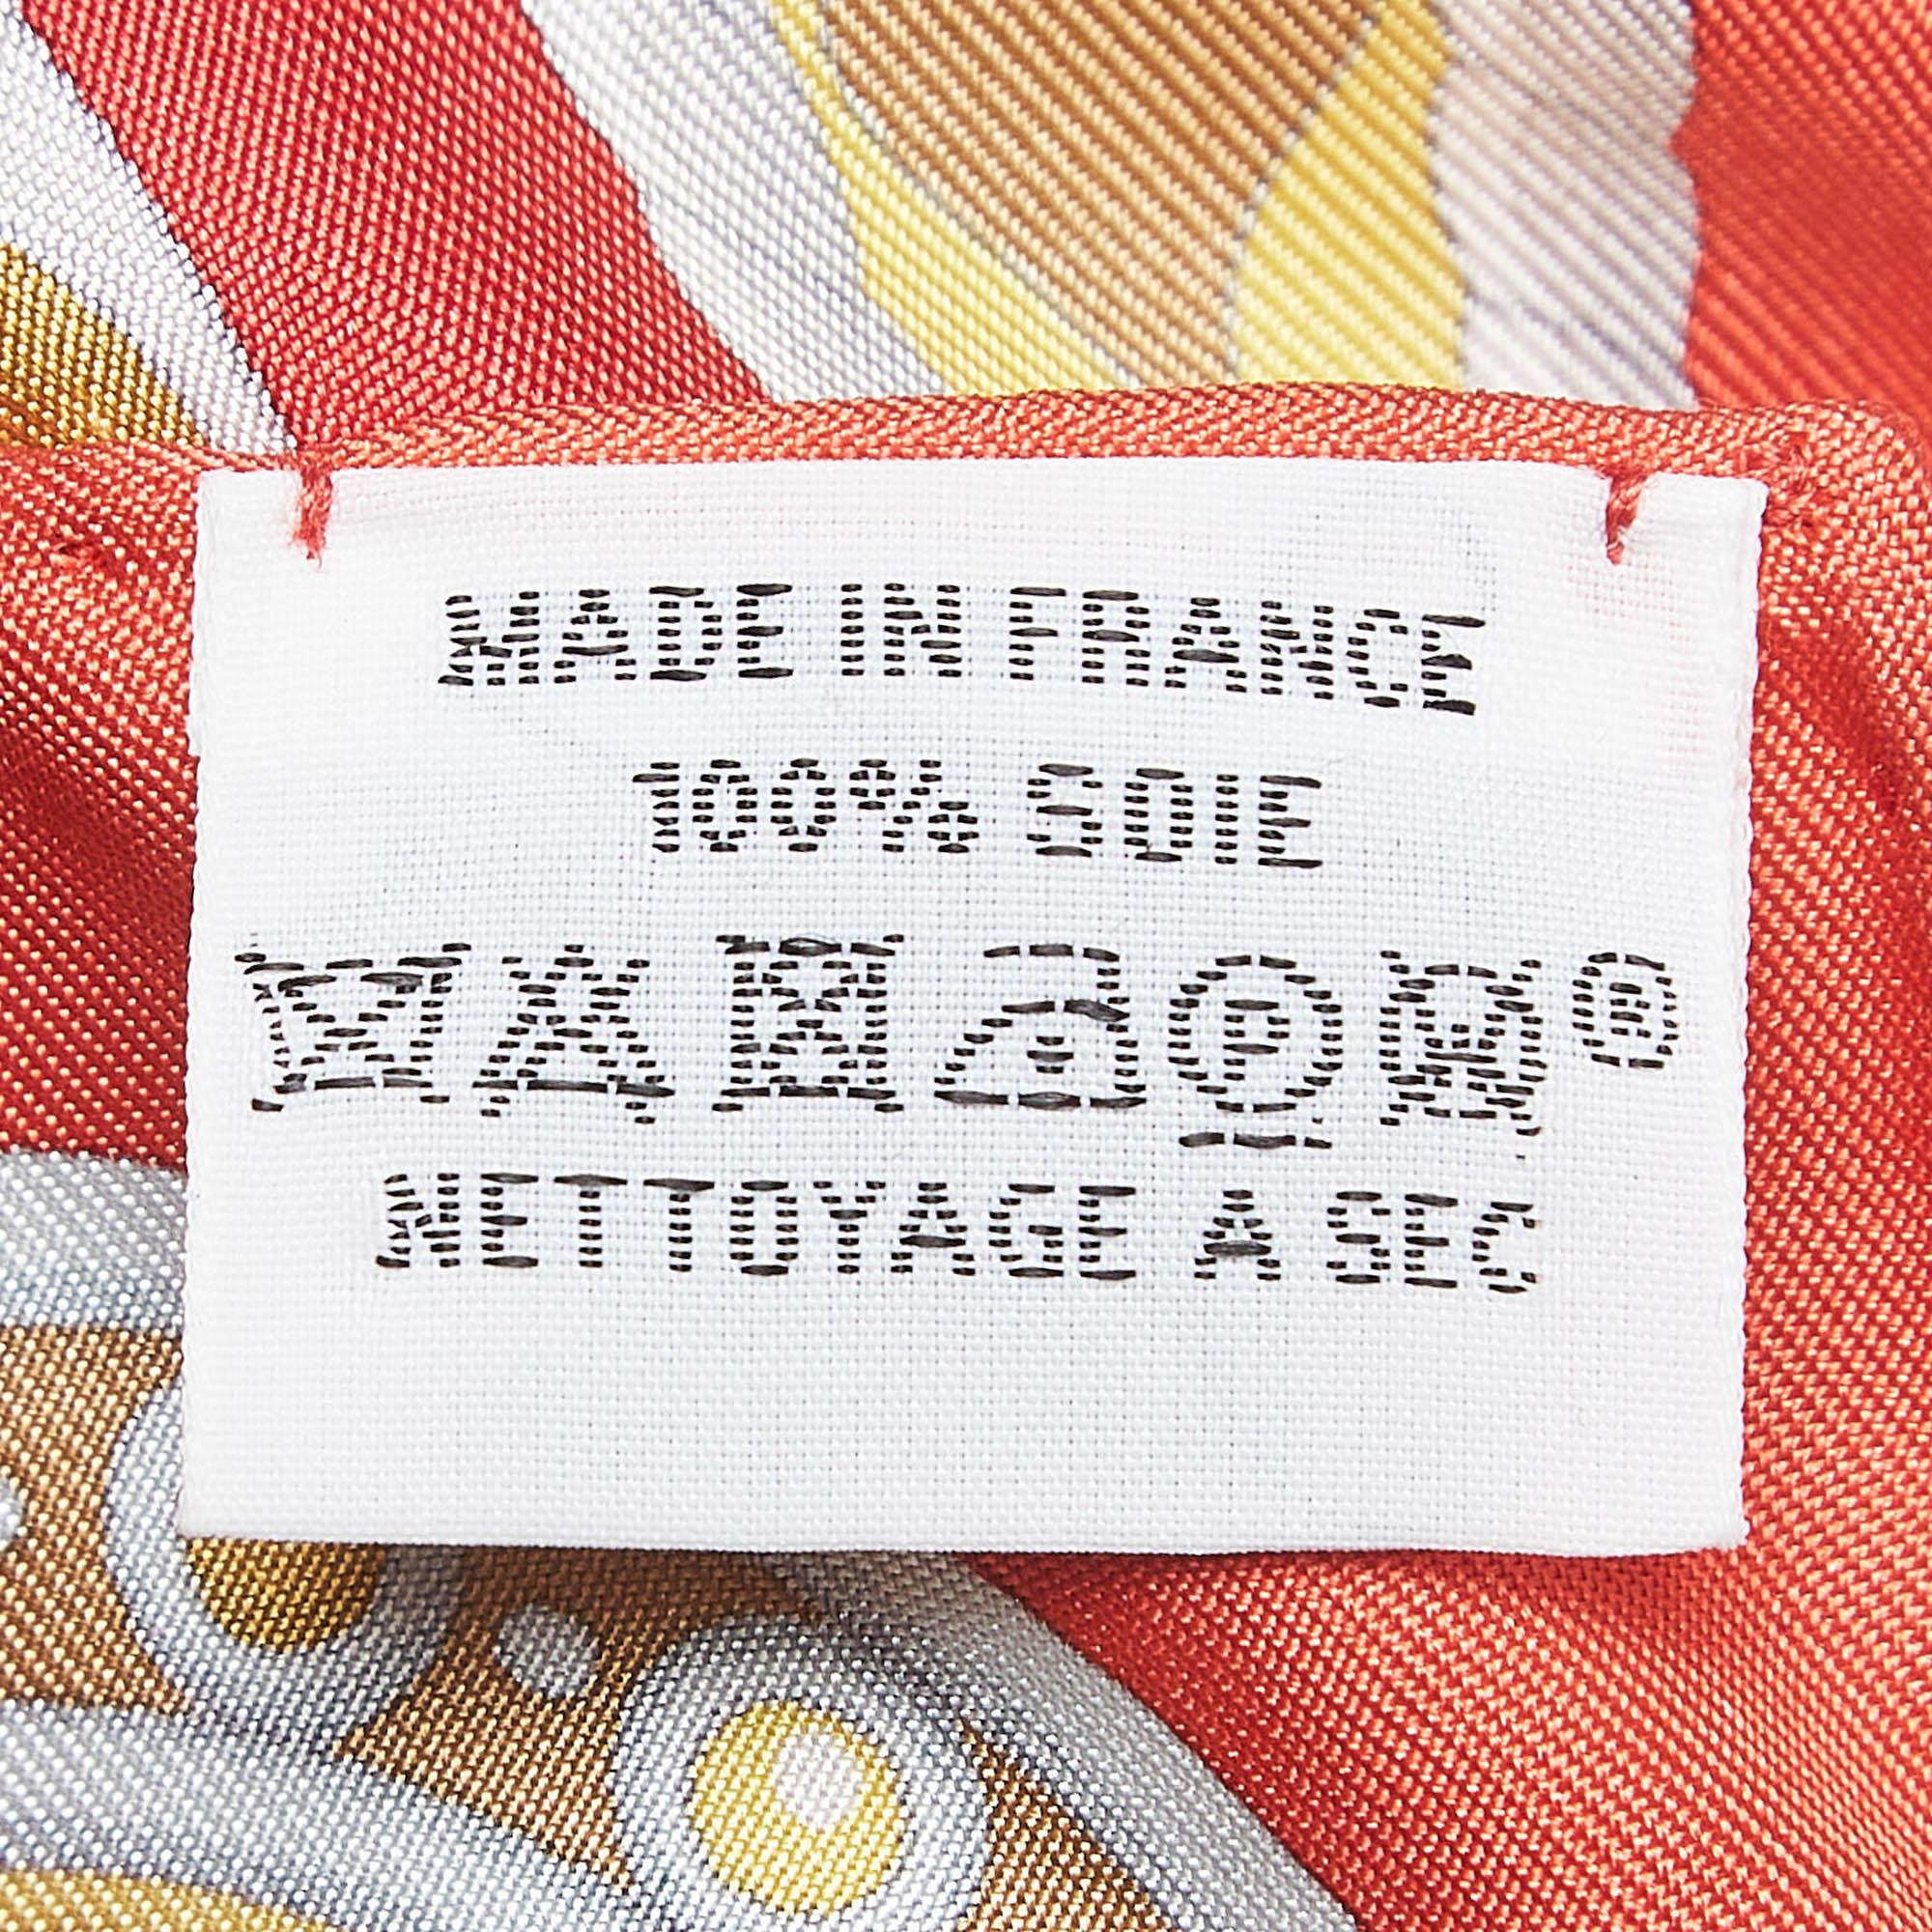 MADE IN FRANCE
100% SOIE
P W ®
NETTOYAGE A SEC